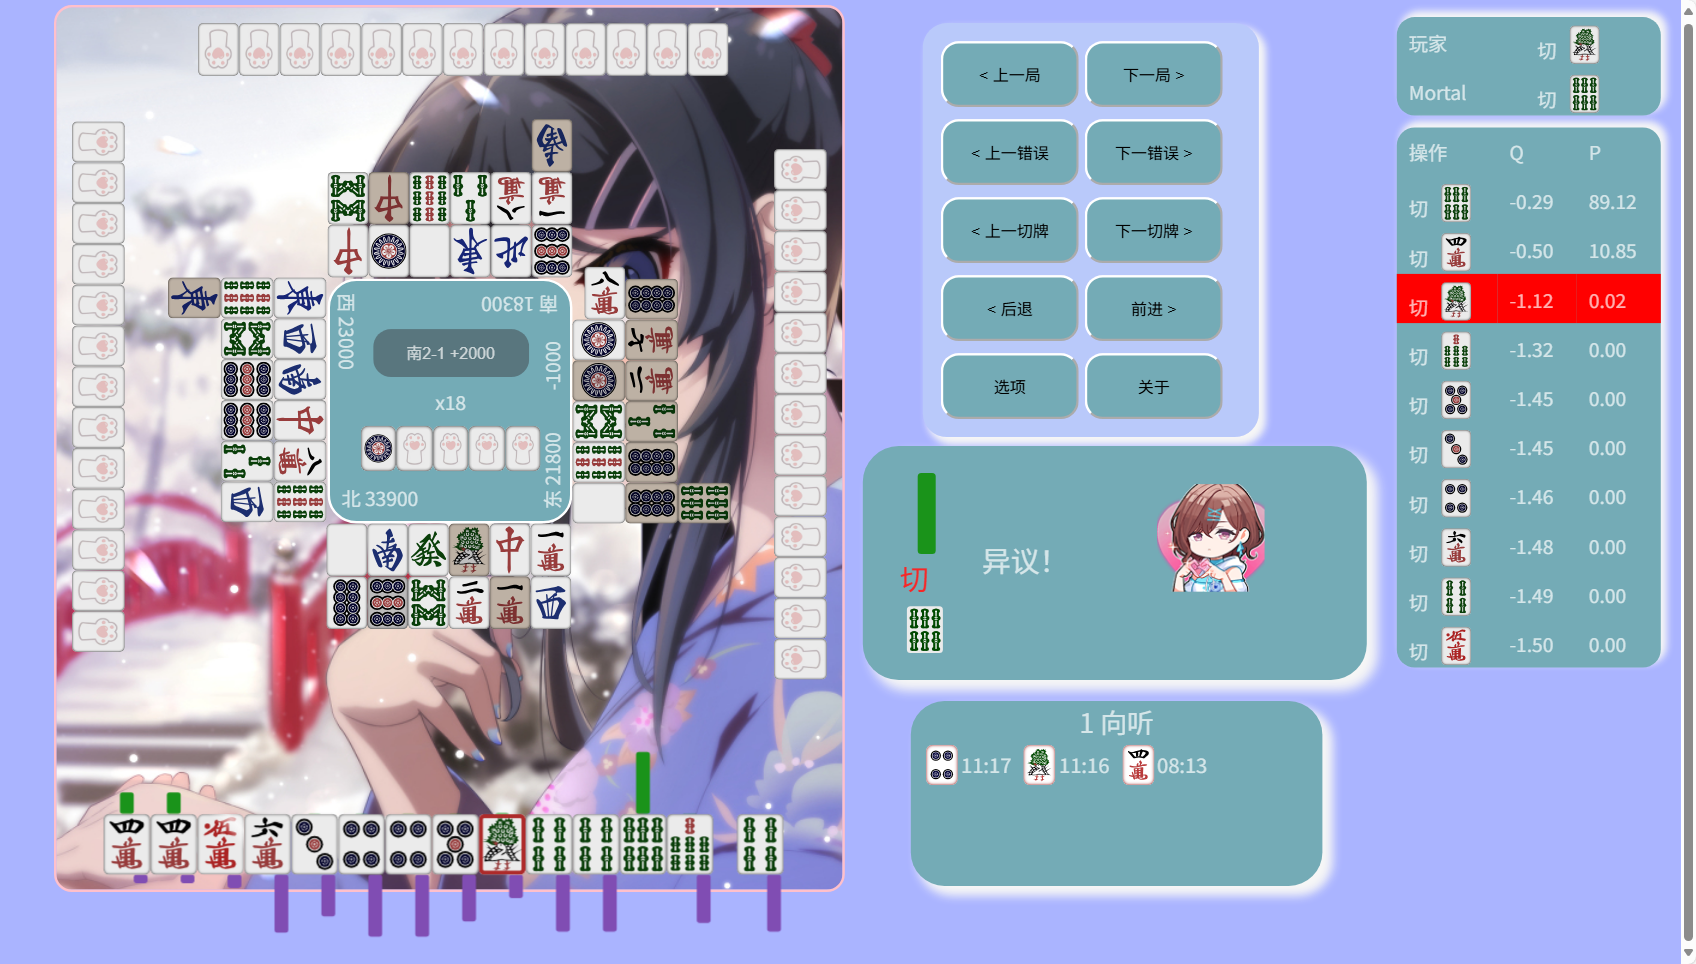 < 上一局
下一局 >
< 上一错误
下一错误 >
< 上一切牌
下一切牌 >
< 后退
前进 >
选项
关于
玩家
切
Mortal
切
操作 Q P
切 -0.29 89.12
切 -0.50 10.85
切 -1.12 0.02
切 -1.32 0.00
切 -1.45 0.00
切 -1.45 0.00
切 -1.46 0.00
切 -1.48 0.00
切 -1.49 0.00
切 -1.50 0.00
西 23000
南 18300
南2-1 +2000
-1000
x18
北 33900
东 21800
切
异议！
1 向听
11:17
11:16
08:13